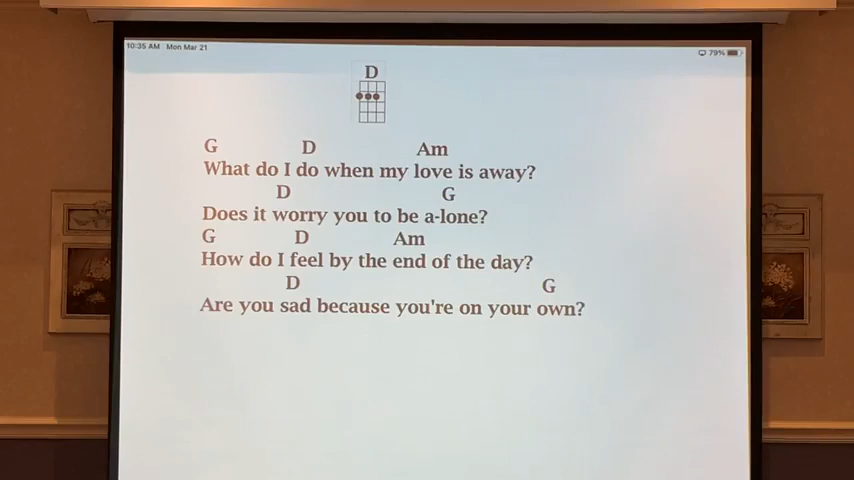 10:35 AM Mon Mar 21
79%
D
G D Am
What do I do when my love is away?
D G
Does it worry you to be a-lone?
G D Am
How do I feel by the end of the day?
D G
Are you sad because you're on your own?